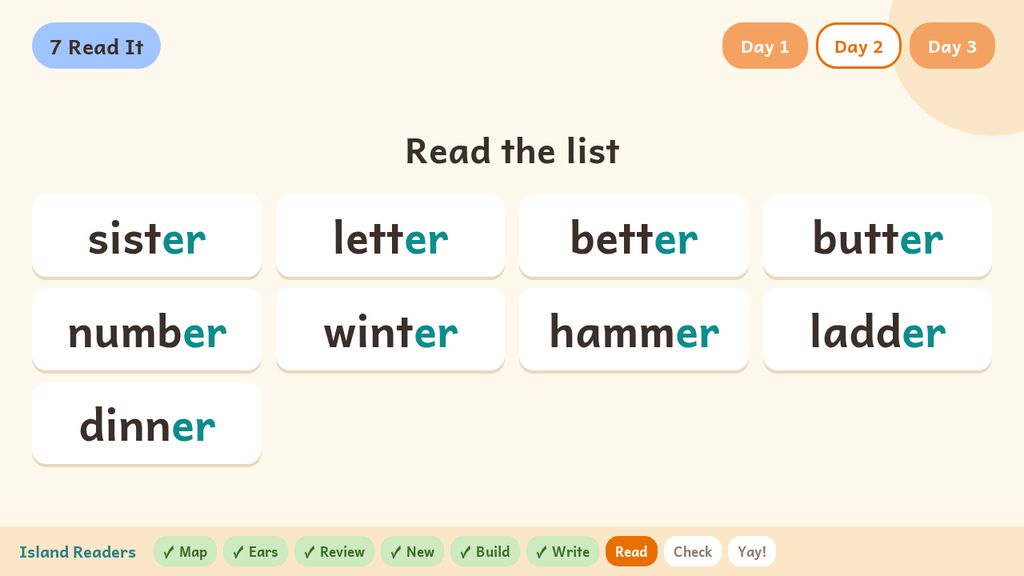 7 Read It
Day 1 Day 2 Day 3
Read the list
sister letter better butter
number winter hammer ladder
dinner
Island Readers ✓ Map ✓ Ears ✓ Review ✓ New ✓ Build ✓ Write Read Check Yay!